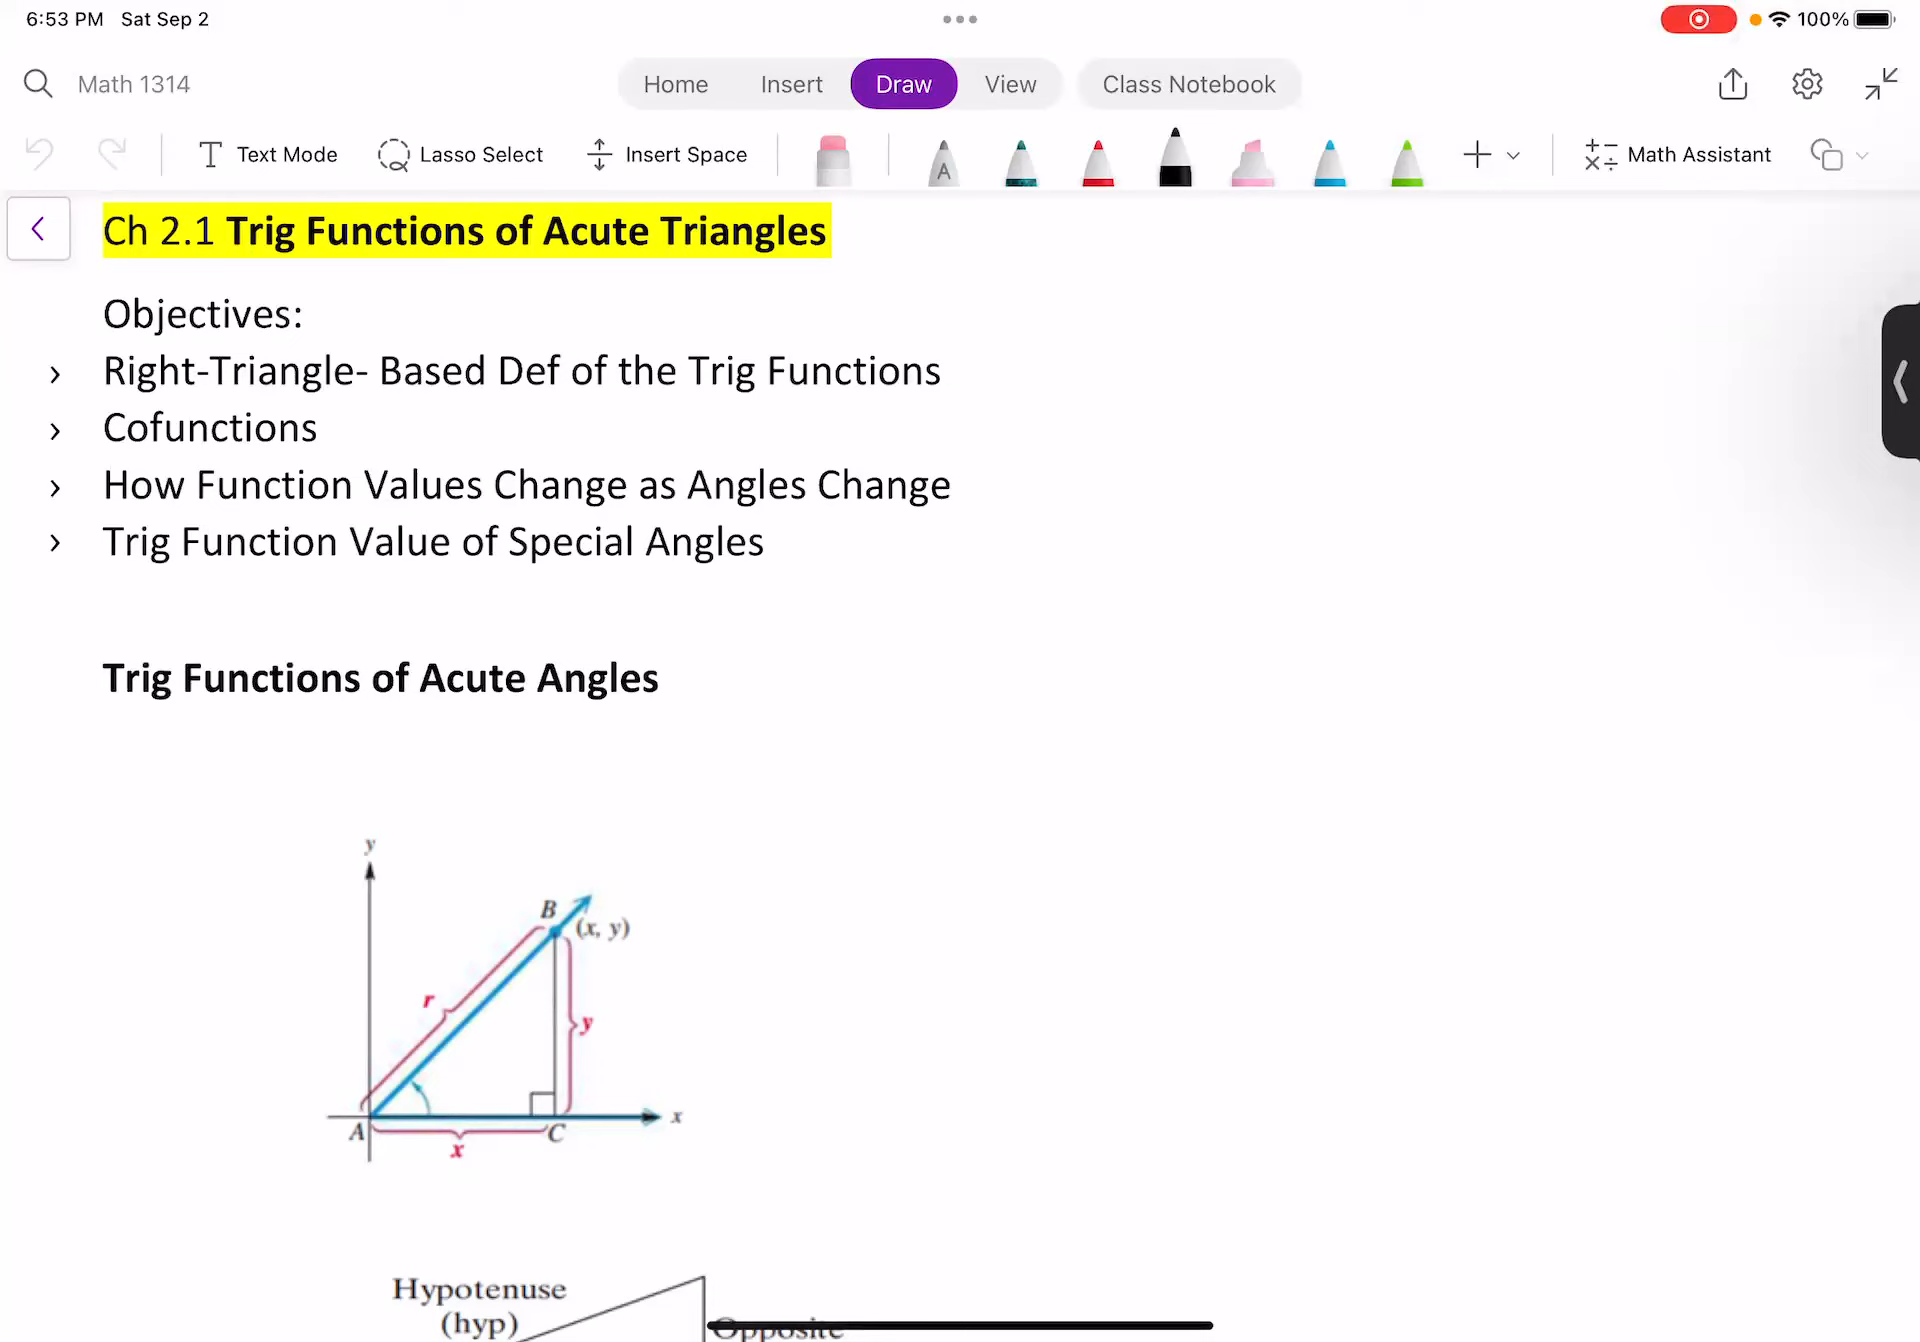 6:53 PM Sat Sep 2
100%
Math 1314
Home Insert Draw View Class Notebook
Text Mode Lasso Select Insert Space A Math Assistant
Ch 2.1 Trig Functions of Acute Triangles
Objectives:
Right-Triangle- Based Def of the Trig Functions
Cofunctions
How Function Values Change as Angles Change
Trig Function Value of Special Angles
Trig Functions of Acute Angles
y
B
(x, y)
r
y
x
A
C
x
Hypotenuse
(hyp)
Opposite